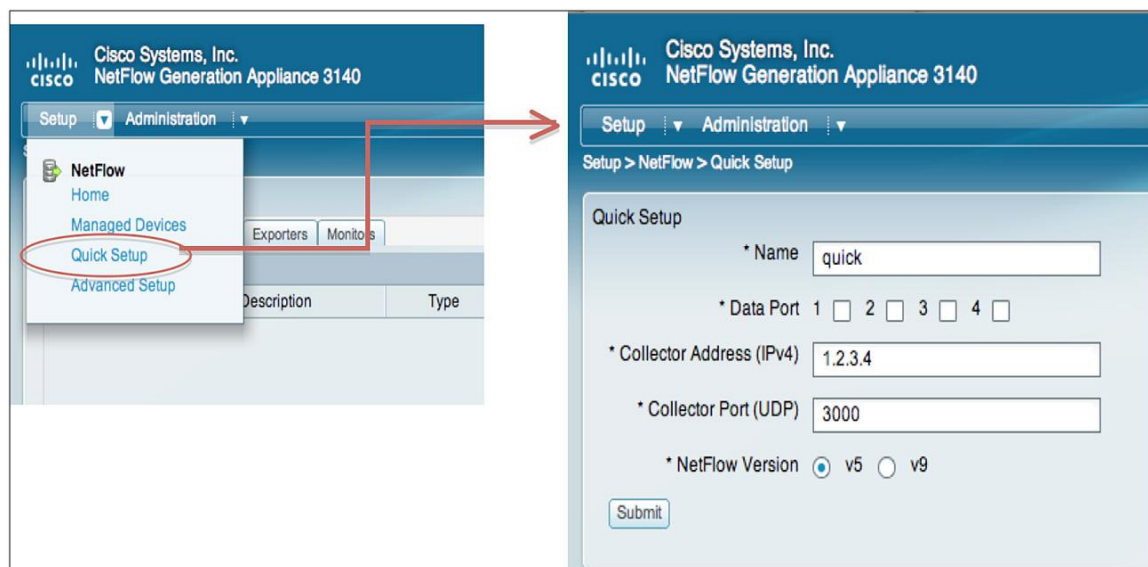 Cisco Systems, Inc.
CISCO NetFlow Generation Appliance 3140
Setup Administration
NetFlow
Home
Managed Devices
Quick Setup
Advanced Setup
Exporters Monitors
Description Type
Cisco Systems, Inc.
CISCO NetFlow Generation Appliance 3140
Setup Administration
Setup > NetFlow > Quick Setup
Quick Setup
* Name quick
* Data Port 1 2 3 4
* Collector Address (IPv4) 1.2.3.4
* Collector Port (UDP) 3000
* NetFlow Version v5 v9
Submit